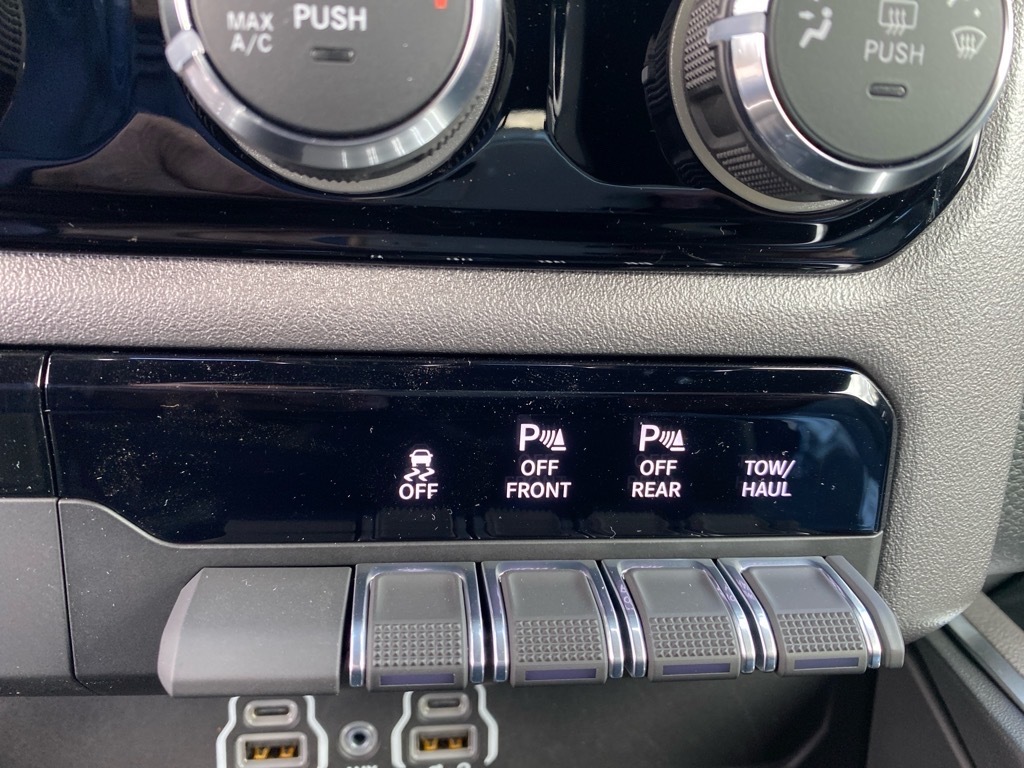 MAX
A/C
PUSH
PUSH
OFF
P
OFF
FRONT
P
OFF
REAR
TOW/
HAUL